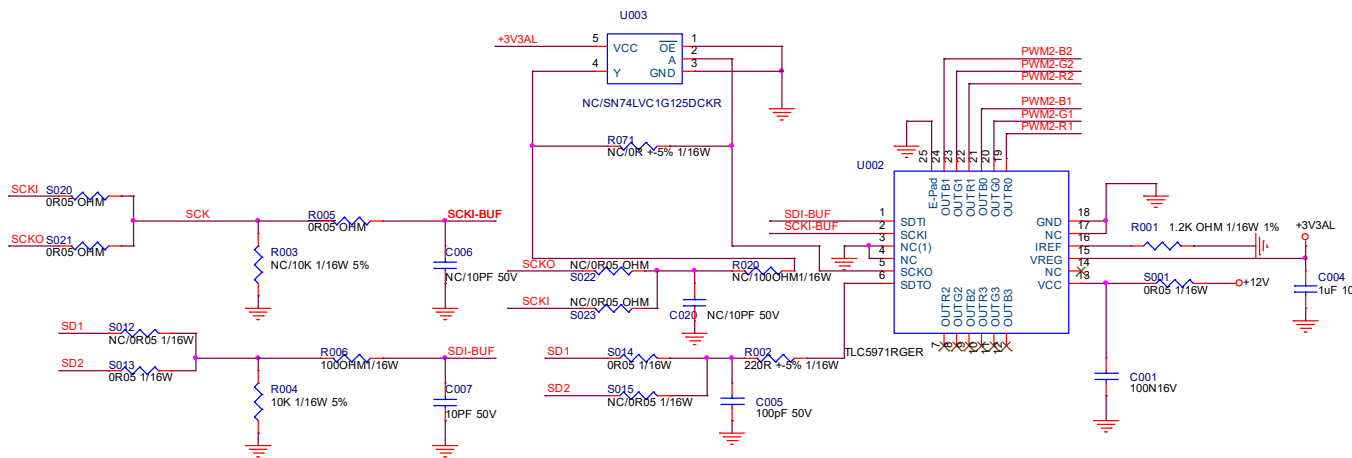 U003
+3V3AL
5 VCC OE 1
A 2
4 Y GND 3
NC/SN74LVC1G125DCKR
PWM2-B2
PWM2-G2
PWM2-R2
PWM2-B1
PWM2-G1
PWM2-R1
R071
NC/0R +-5% 1/16W
U002
25 24 23 22 21 20 19
E-Pad OUTB1 OUTG1 OUTR1 OUTB0 OUTG0 OUTR0
SDI-BUF 1 SDTI
SCKI-BUF 2 SCKI
3 NC(1)
4 NC
5 SCKO
6 SDTO
GND 18
NC 17
IREF 16
VREG 15
NC 14
VCC 13
OUTR2 OUTG2 OUTB2 OUTR3 OUTG3 OUTB3
7 8 9 10 11 12
TLC5971RGER
R001 1.2K OHM 1/16W 1%
+3V3AL
S001
0R05 1/16W
+12V
C004
1uF 10
C001
100N16V
SCKI S020
0R05 OHM
SCK
SCKO S021
0R05 OHM
R005
0R05 OHM
SCKI-BUF
R003
NC/10K 1/16W 5%
C006
NC/10PF 50V
SCKO NC/0R05 OHM
S022
R020
NC/100OHM1/16W
SCKI NC/0R05 OHM
S023
C020
NC/10PF 50V
SD1 S012
NC/0R05 1/16W
SD2 S013
0R05 1/16W
R006
100OHM1/16W
SDI-BUF
R004
10K 1/16W 5%
C007
10PF 50V
SD1 S014
0R05 1/16W
R002
220R +-5% 1/16W
SD2 S015
NC/0R05 1/16W
C005
100pF 50V